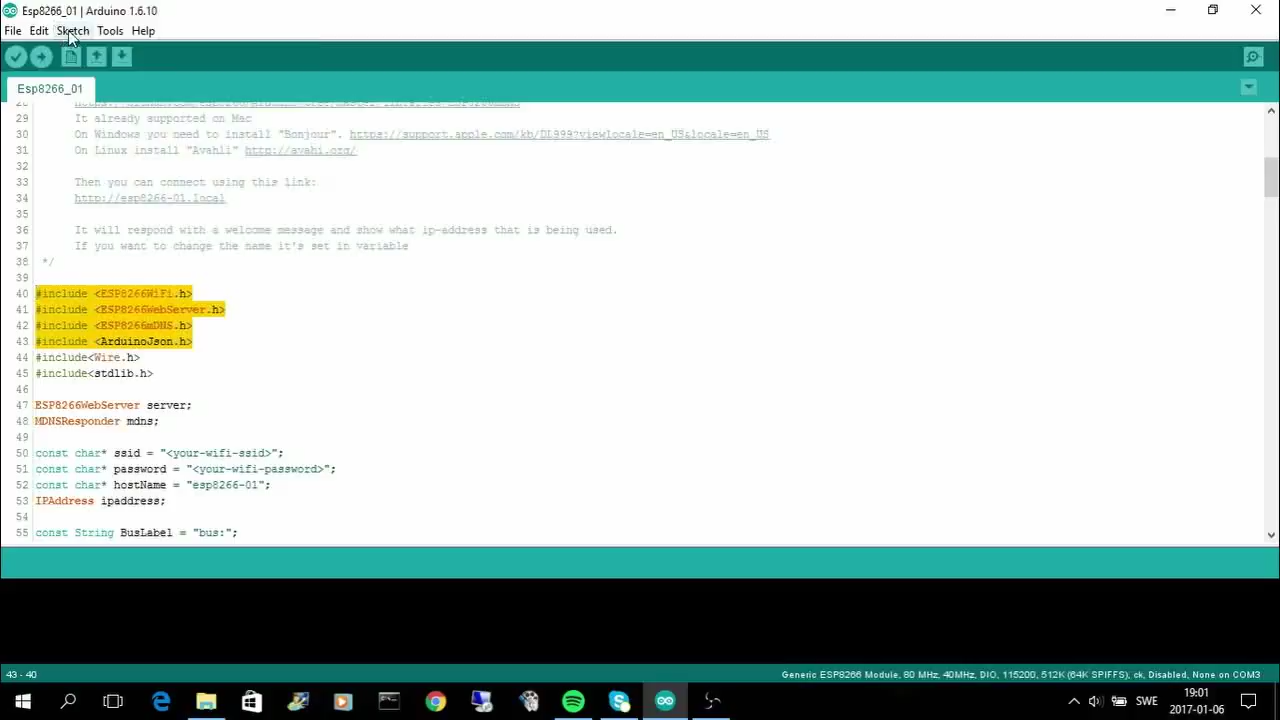 Esp8266_01 | Arduino 1.6.10
File Edit Sketch Tools Help
Esp8266_01
29 It already supported on Mac
30 On Windows you need to install "Bonjour". https://support.apple.com/kb/DL999?viewlocale=en_US&locale=en_US
31 On Linux install "Avahli" http://avahi.org/
32
33 Then you can connect using this link:
34 http://esp8266-01.local
35
36 It will respond with a welcome message and show what ip-address that is being used.
37 If you want to change the name it's set in variable
38 */
39
40 #include <ESP8266WiFi.h>
41 #include <ESP8266WebServer.h>
42 #include <ESP8266mDNS.h>
43 #include <ArduinoJson.h>
44 #include<Wire.h>
45 #include<stdlib.h>
46
47 ESP8266WebServer server;
48 MDNSResponder mdns;
49
50 const char* ssid = "<your-wifi-ssid>";
51 const char* password = "<your-wifi-password>";
52 const char* hostName = "esp8266-01";
53 IPAddress ipaddress;
54
55 const String BusLabel = "bus:";
43 - 40
Generic ESP8266 Module, 80 MHz, 40MHz, DIO, 115200, 512K (64K SPIFFS), ck, Disabled, None on COM3
SWE
19:01
2017-01-06